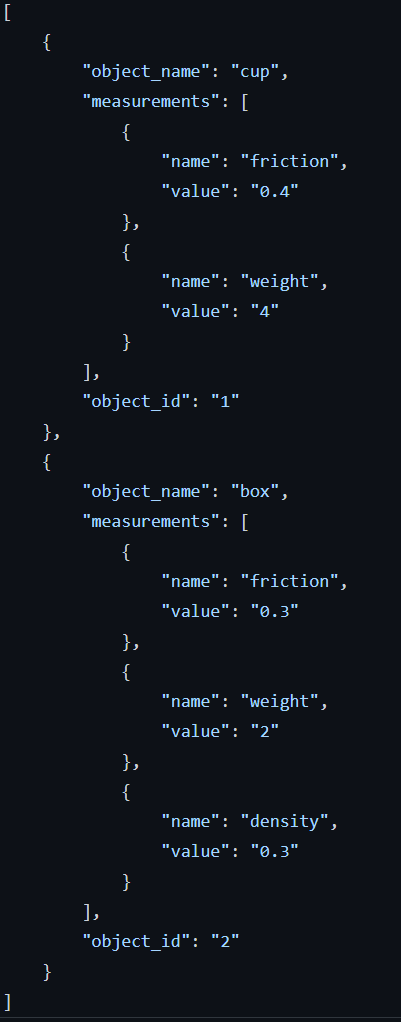 [
    {
        "object_name": "cup",
        "measurements": [
            {
                "name": "friction",
                "value": "0.4"
            },
            {
                "name": "weight",
                "value": "4"
            }
        ],
        "object_id": "1"
    },
    {
        "object_name": "box",
        "measurements": [
            {
                "name": "friction",
                "value": "0.3"
            },
            {
                "name": "weight",
                "value": "2"
            },
            {
                "name": "density",
                "value": "0.3"
            }
        ],
        "object_id": "2"
    }
]